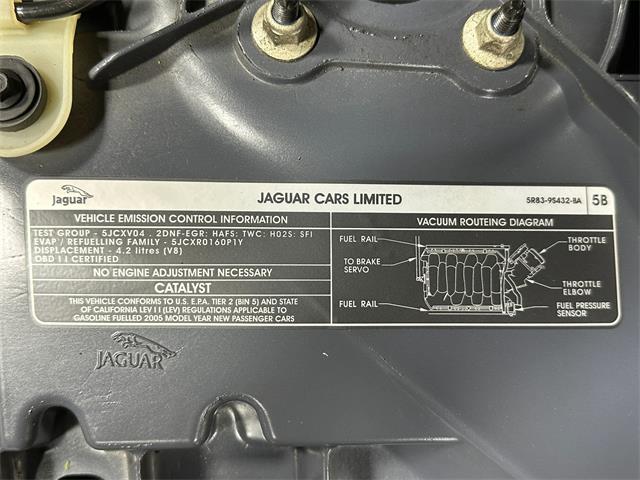 Jaguar
JAGUAR CARS LIMITED
5R83-9S432-BA
5B
VEHICLE EMISSION CONTROL INFORMATION
TEST GROUP - 5JCXV04 . 2DNF-EGR: HAFS: TWC: HO2S: SFI
EVAP/ REFUELLING FAMILY - 5JCXR0160P1Y
DISPLACEMENT - 4.2 litres (V8)
OBD II CERTIFIED
NO ENGINE ADJUSTMENT NECESSARY
CATALYST
THIS VEHICLE CONFORMS TO U.S. E.P.A. TIER 2 (BIN 5) AND STATE
OF CALIFORNIA LEV II (LEV) REGULATIONS APPLICABLE TO
GASOLINE FUELLED 2005 MODEL YEAR NEW PASSENGER CARS
VACUUM ROUTEING DIAGRAM
FUEL RAIL
TO BRAKE
SERVO
FUEL RAIL
THROTTLE
BODY
THROTTLE
ELBOW
FUEL PRESSURE
SENSOR
JAGUAR